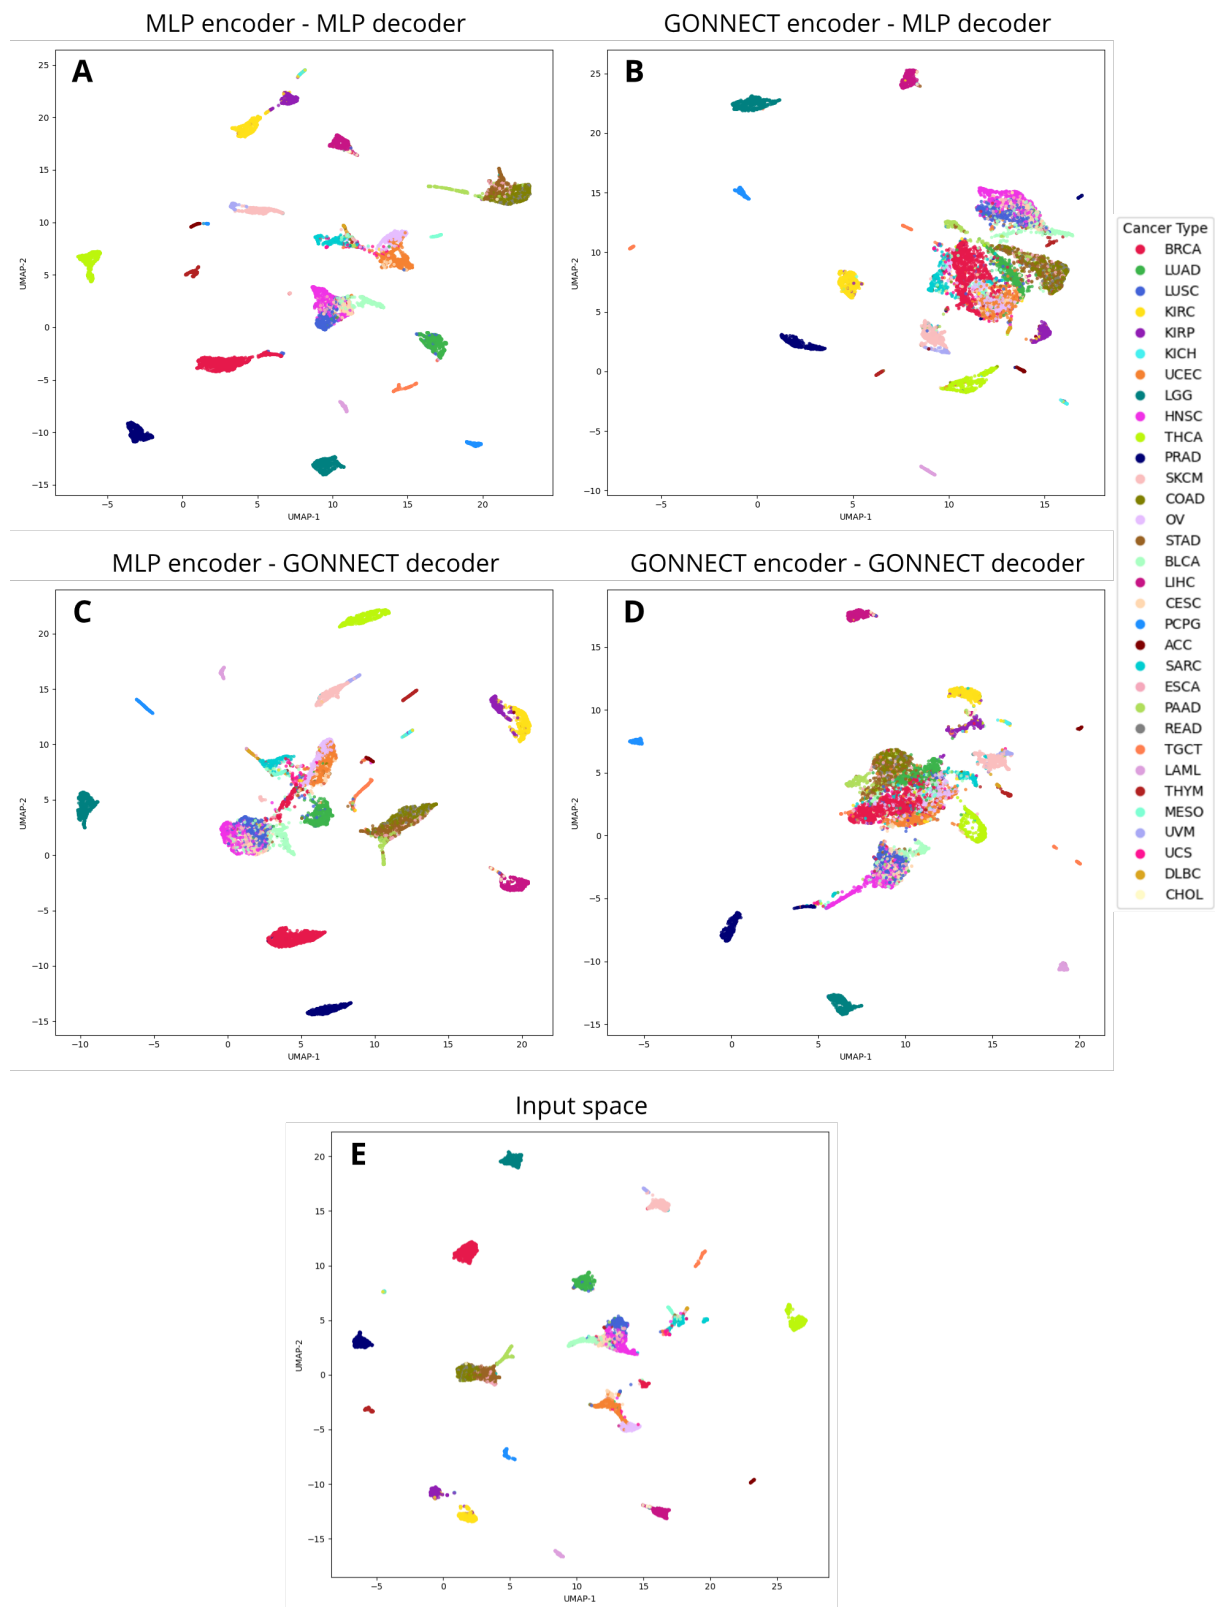 MLP encoder - MLP decoder
GONNECT encoder - MLP decoder
A
25
20
15
10
5
0
−5
−10
−15
UMAP-2
−5
0
5
10
15
20
UMAP-1
B
25
20
15
10
5
0
−5
−10
UMAP-2
−5
0
5
10
15
UMAP-1
MLP encoder - GONNECT decoder
GONNECT encoder - GONNECT decoder
C
20
15
10
5
0
−5
−10
−15
UMAP-2
−10
−5
0
5
10
15
20
UMAP-1
D
15
10
5
0
−5
−10
−15
UMAP-2
−5
0
5
10
15
20
UMAP-1
Cancer Type
BRCA
LUAD
LUSC
KIRC
KIRP
KICH
UCEC
LGG
HNSC
THCA
PRAD
SKCM
COAD
OV
STAD
BLCA
LIHC
CESC
PCPG
ACC
SARC
ESCA
PAAD
READ
TGCT
LAML
THYM
MESO
UVM
UCS
DLBC
CHOL
Input space
E
20
15
10
5
0
−5
−10
−15
UMAP-2
−5
0
5
10
15
20
25
UMAP-1